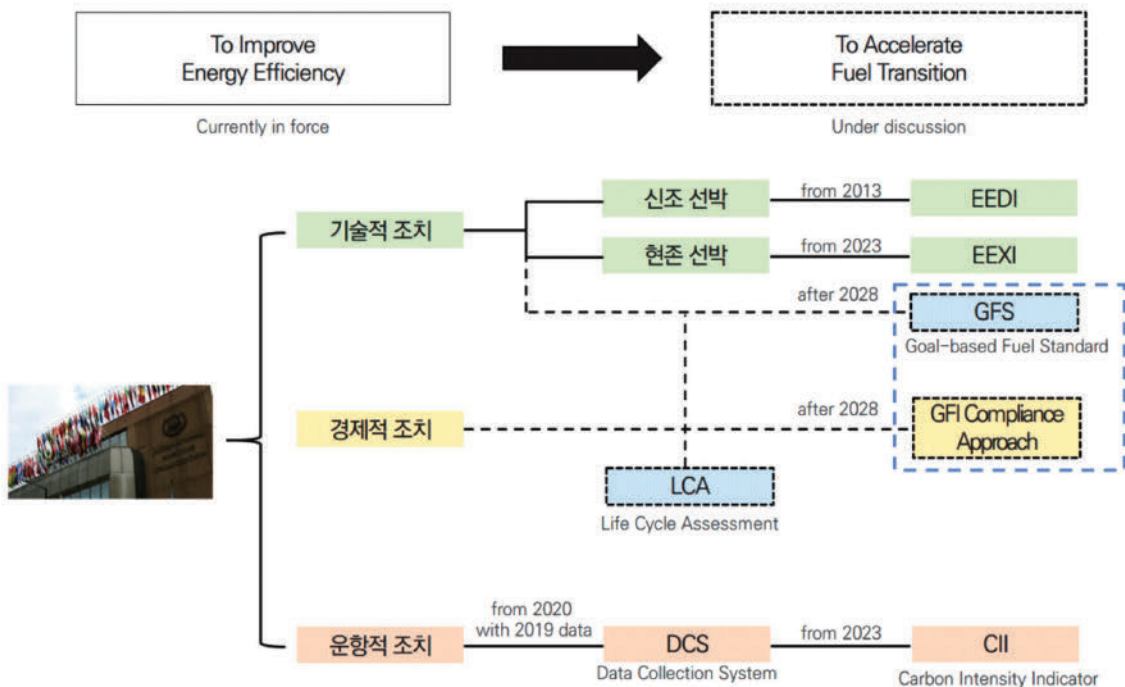 To Improve
Energy Efficiency
To Accelerate
Fuel Transition
Currently in force
Under discussion
기술적 조치
신조 선박
from 2013
EEDI
현존 선박
from 2023
EEXI
after 2028
GFS
Goal-based Fuel Standard
경제적 조치
after 2028
GFI Compliance
Approach
LCA
Life Cycle Assessment
운항적 조치
from 2020
with 2019 data
DCS
Data Collection System
from 2023
CII
Carbon Intensity Indicator